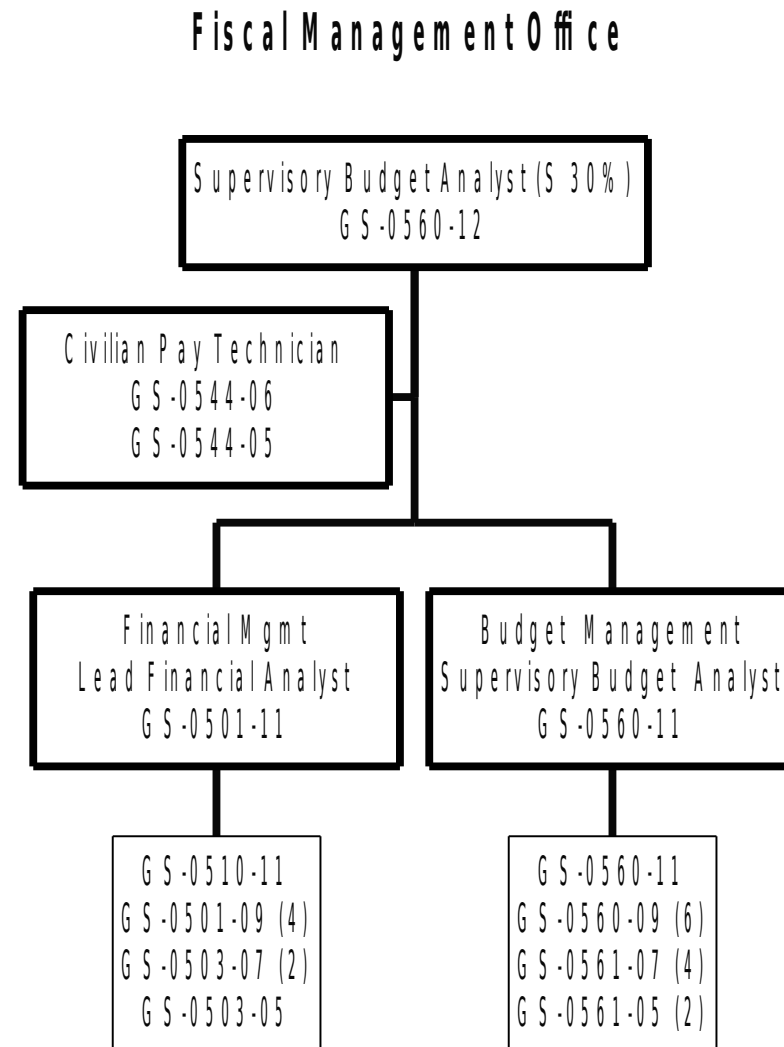 Fiscal Management Office
Supervisory Budget Analyst (S 30%)
GS-0560-12
Civilian Pay Technician
GS-0544-06
GS-0544-05
Financial Mgmt
Lead Financial Analyst
GS-0501-11
Budget Management
Supervisory Budget Analyst
GS-0560-11
GS-0510-11
GS-0501-09 (4)
GS-0503-07 (2)
GS-0503-05
GS-0560-11
GS-0560-09 (6)
GS-0561-07 (4)
GS-0561-05 (2)